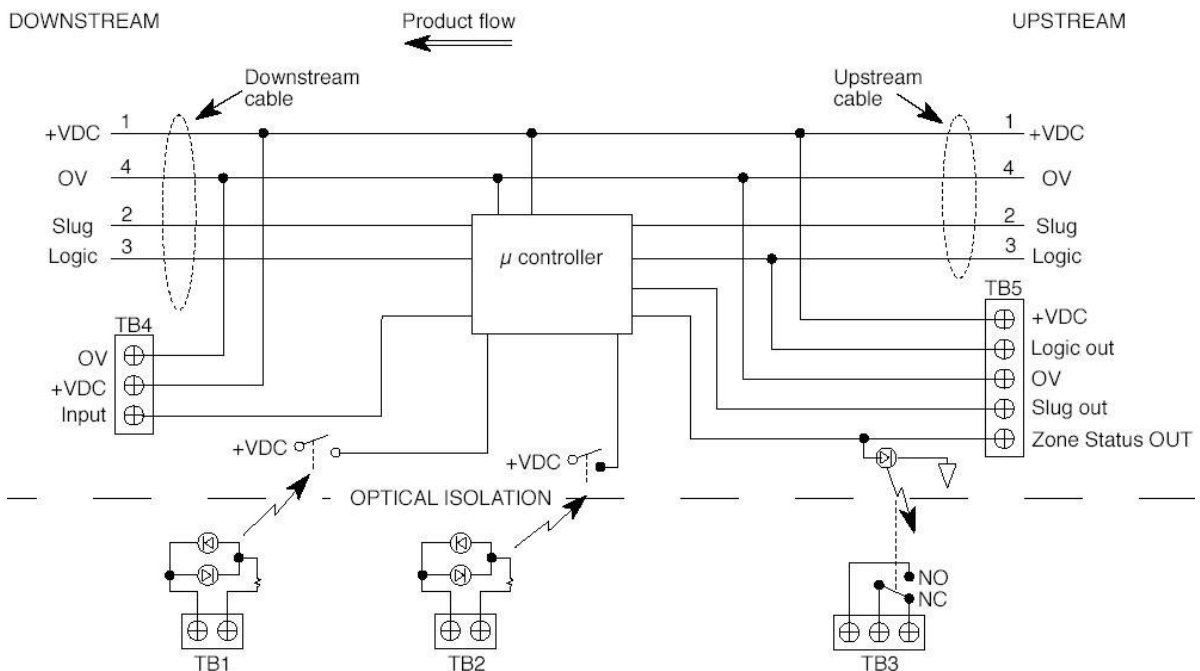 DOWNSTREAM
Product flow
UPSTREAM
Downstream
cable
Upstream
cable
+VDC 1
1 +VDC
OV 4
4 OV
Slug 2
2 Slug
Logic 3
3 Logic
µ controller
TB4
OV
+VDC
Input
TB5
+VDC
Logic out
OV
Slug out
Zone Status OUT
+VDC
+VDC
OPTICAL ISOLATION
NO
NC
TB1
TB2
TB3